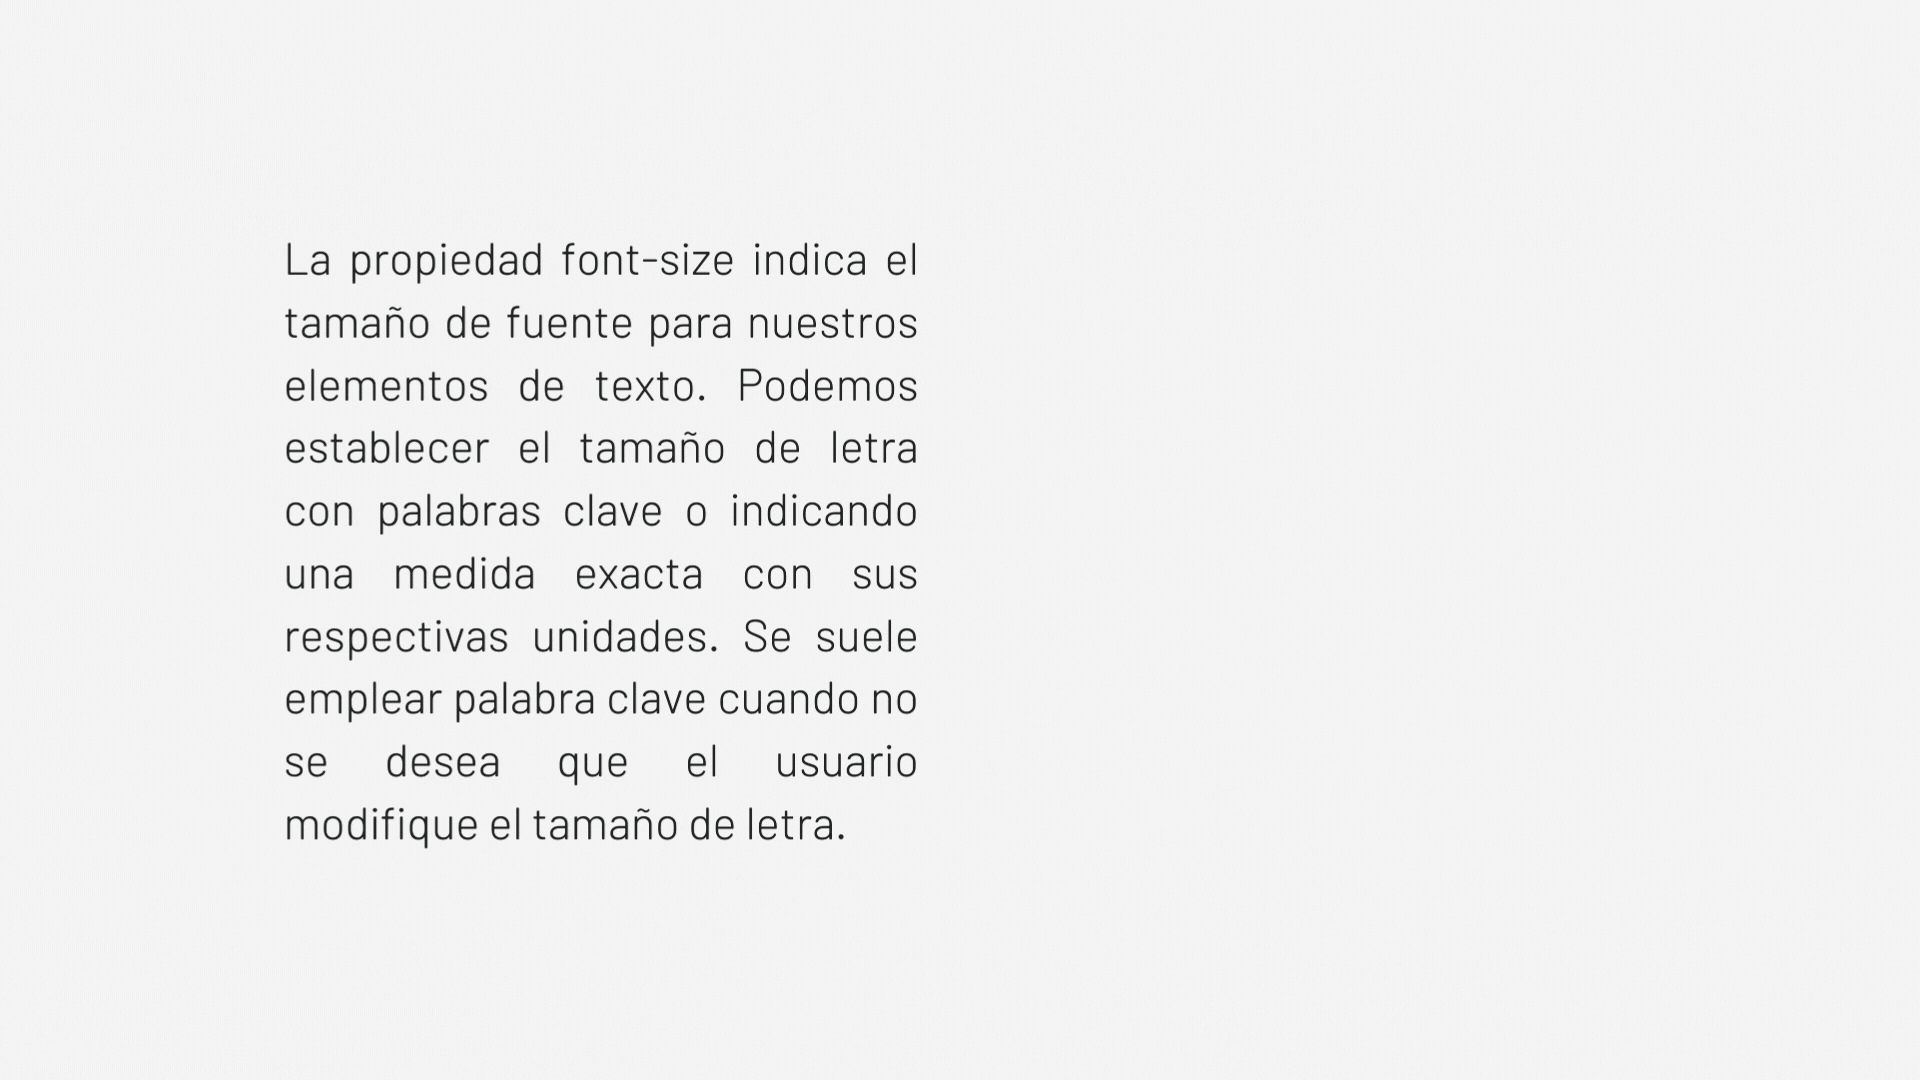 La propiedad font-size indica el
tamaño de fuente para nuestros
elementos de texto. Podemos
establecer el tamaño de letra
con palabras clave o indicando
una medida exacta con sus
respectivas unidades. Se suele
emplear palabra clave cuando no
se desea que el usuario
modifique el tamaño de letra.